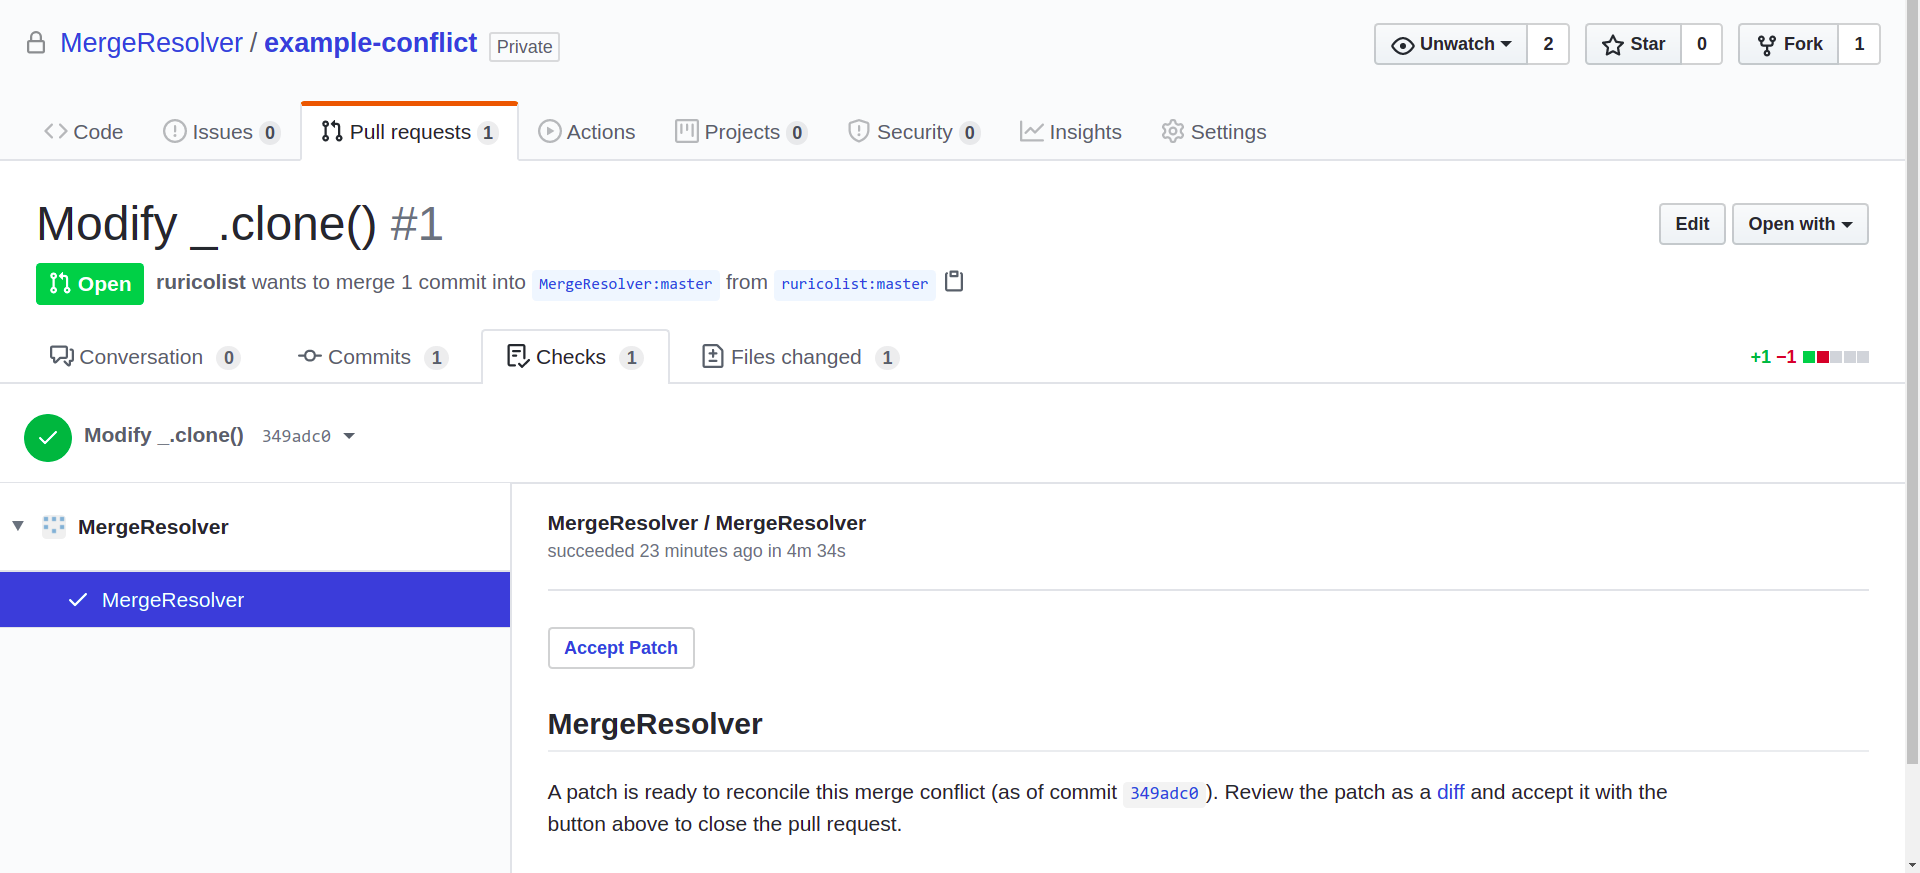 MergeResolver / example-conflict Private Unwatch 2 Star 0 Fork 1
Code Issues 0 Pull requests 1 Actions Projects 0 Security 0 Insights Settings
Modify _.clone() #1 Edit Open with
Open ruricolist wants to merge 1 commit into MergeResolver:master from ruricolist:master
Conversation 0 Commits 1 Checks 1 Files changed 1 +1 −1
Modify _.clone() 349adc0
MergeResolver
MergeResolver
MergeResolver / MergeResolver
succeeded 23 minutes ago in 4m 34s
Accept Patch
MergeResolver
A patch is ready to reconcile this merge conflict (as of commit 349adc0). Review the patch as a diff and accept it with the
button above to close the pull request.